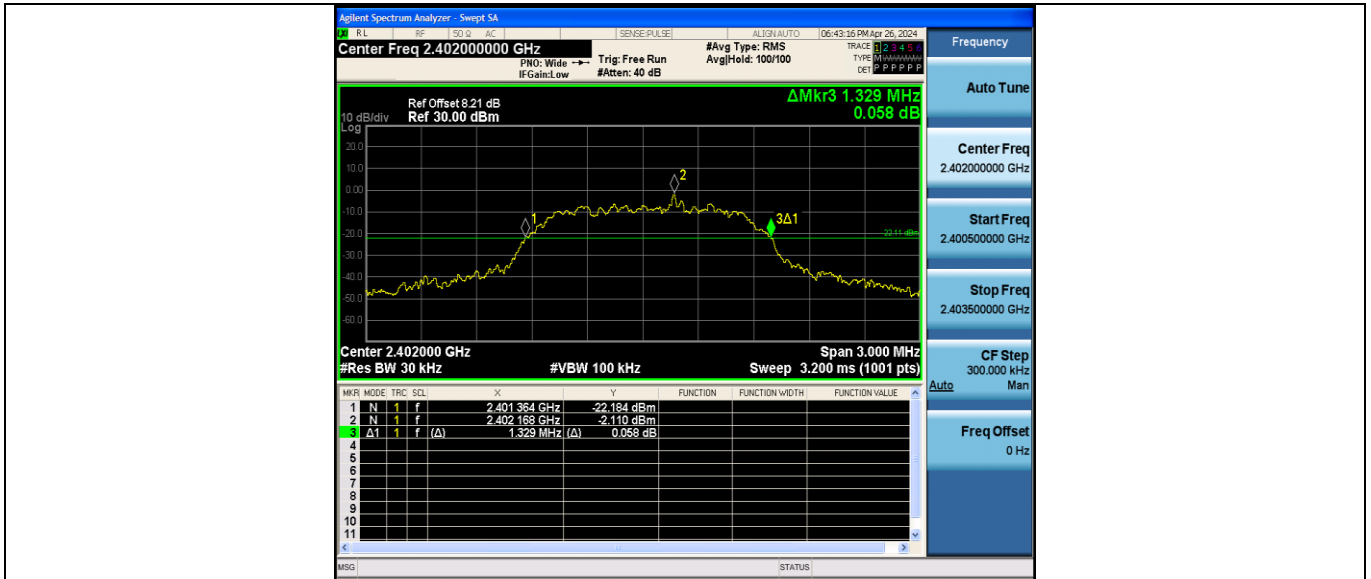 Agilent Spectrum Analyzer - Swept SA
LXI RL RF 50 Ω AC SENSE:PULSE ALIGN AUTO 06:43:16 PM Apr 26, 2024
Center Freq 2.402000000 GHz
PNO: Wide
IFGain:Low
Trig: Free Run
#Atten: 40 dB
#Avg Type: RMS
Avg|Hold: 100/100
TRACE 1 2 3 4 5 6
TYPE M
DET P P P P P P
ΔMkr3 1.329 MHz
0.058 dB
Ref Offset 8.21 dB
10 dB/div Ref 30.00 dBm
Log
20.0
10.0
0.00
-10.0
-20.0
-30.0
-40.0
-50.0
-60.0
1
2
3Δ1
-22.11 dBm
Center 2.402000 GHz Span 3.000 MHz
#Res BW 30 kHz #VBW 100 kHz Sweep 3.200 ms (1001 pts)
MKR MODE TRC SCL X Y FUNCTION FUNCTION WIDTH FUNCTION VALUE
1 N 1 f 2.401 364 GHz -22.184 dBm
2 N 1 f 2.402 168 GHz -2.110 dBm
3 Δ1 1 f (Δ) 1.329 MHz (Δ) 0.058 dB
4
5
6
7
8
9
10
11
MSG STATUS
Frequency
Auto Tune
Center Freq
2.402000000 GHz
Start Freq
2.400500000 GHz
Stop Freq
2.403500000 GHz
CF Step
300.000 kHz
Auto Man
Freq Offset
0 Hz